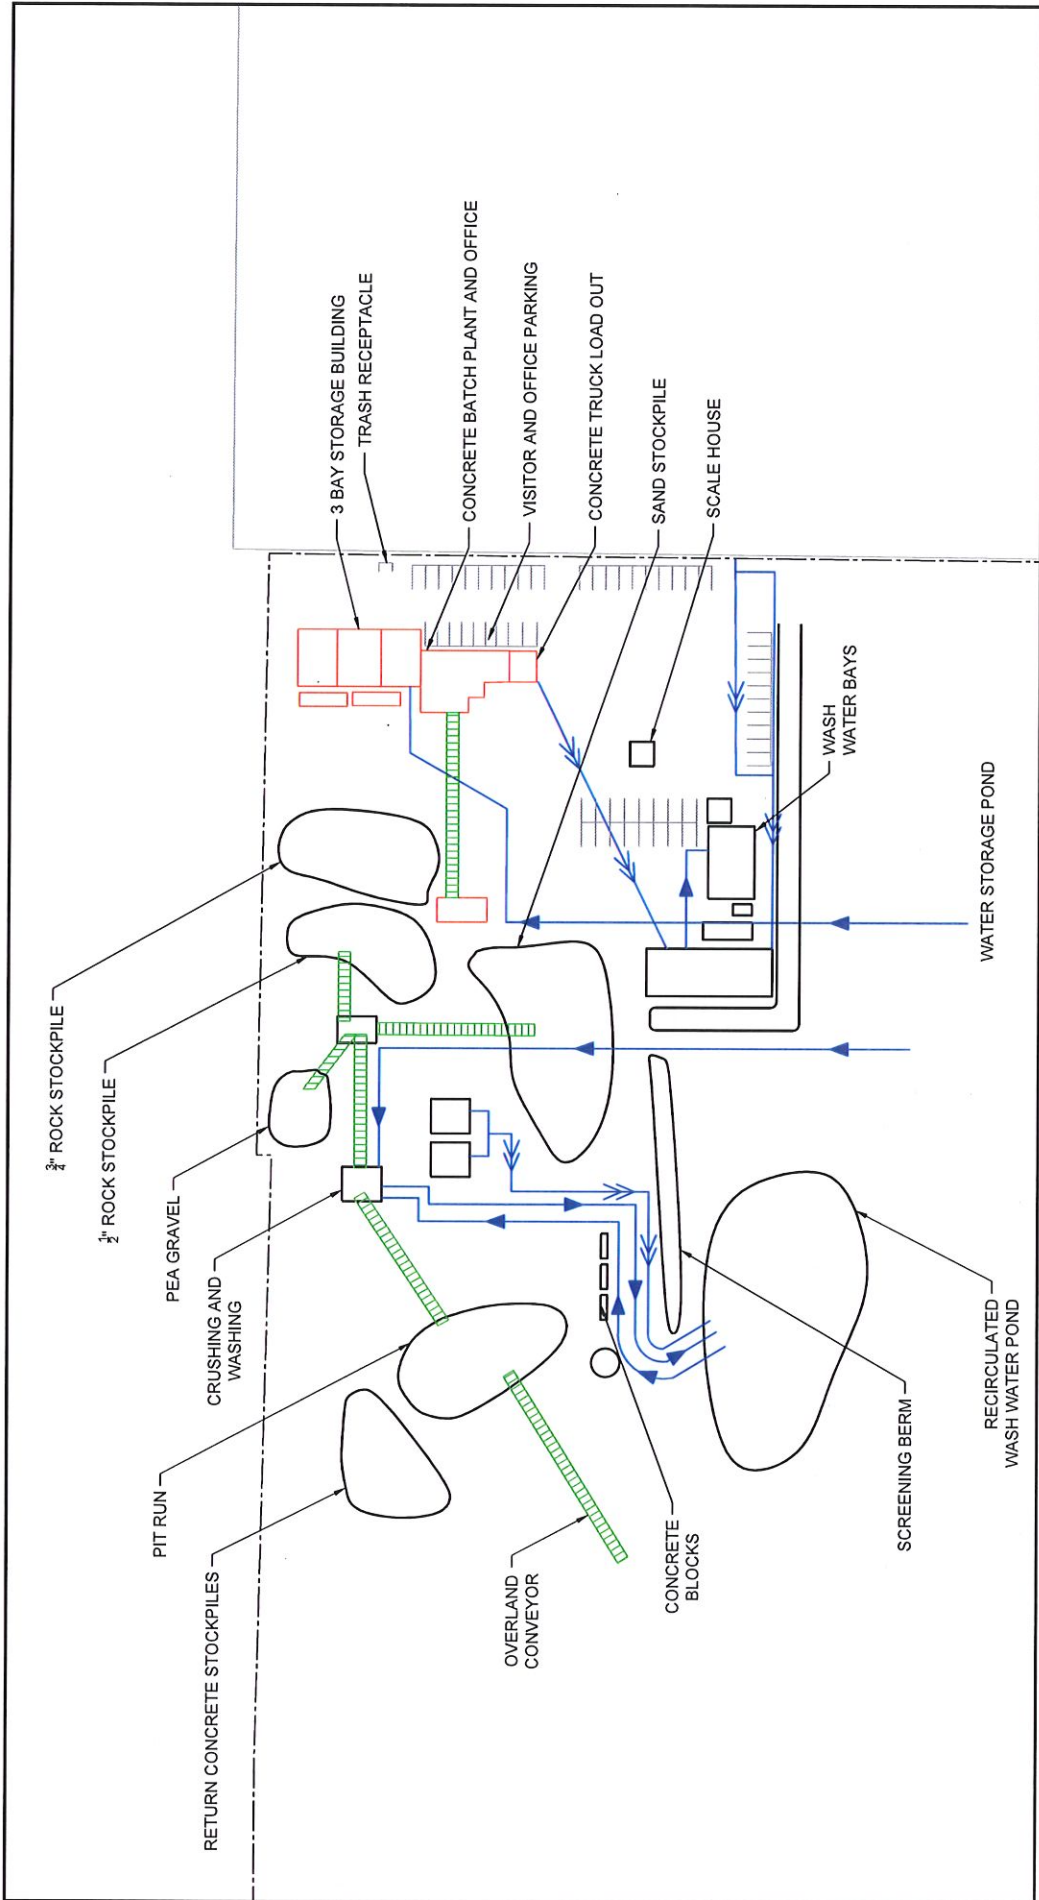 ¾" ROCK STOCKPILE
½" ROCK STOCKPILE
PEA GRAVEL
CRUSHING AND
WASHING
PIT RUN
RETURN CONCRETE STOCKPILES
3 BAY STORAGE BUILDING
TRASH RECEPTACLE
CONCRETE BATCH PLANT AND OFFICE
VISITOR AND OFFICE PARKING
CONCRETE TRUCK LOAD OUT
SAND STOCKPILE
SCALE HOUSE
WASH
WATER BAYS
WATER STORAGE POND
OVERLAND
CONVEYOR
CONCRETE
BLOCKS
SCREENING BERM
RECIRCULATED
WASH WATER POND